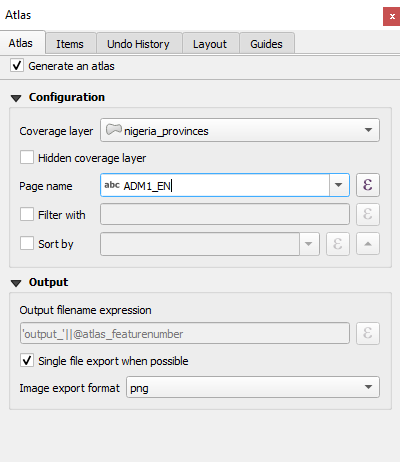 Atlas
x
Atlas Items Undo History Layout Guides
Generate an atlas
Configuration
Coverage layer nigeria_provinces
Hidden coverage layer
Page name abc ADM1_EN ε
Filter with ε
Sort by ε
Output
Output filename expression
'output_'||@atlas_featurenumber ε
Single file export when possible
Image export format png